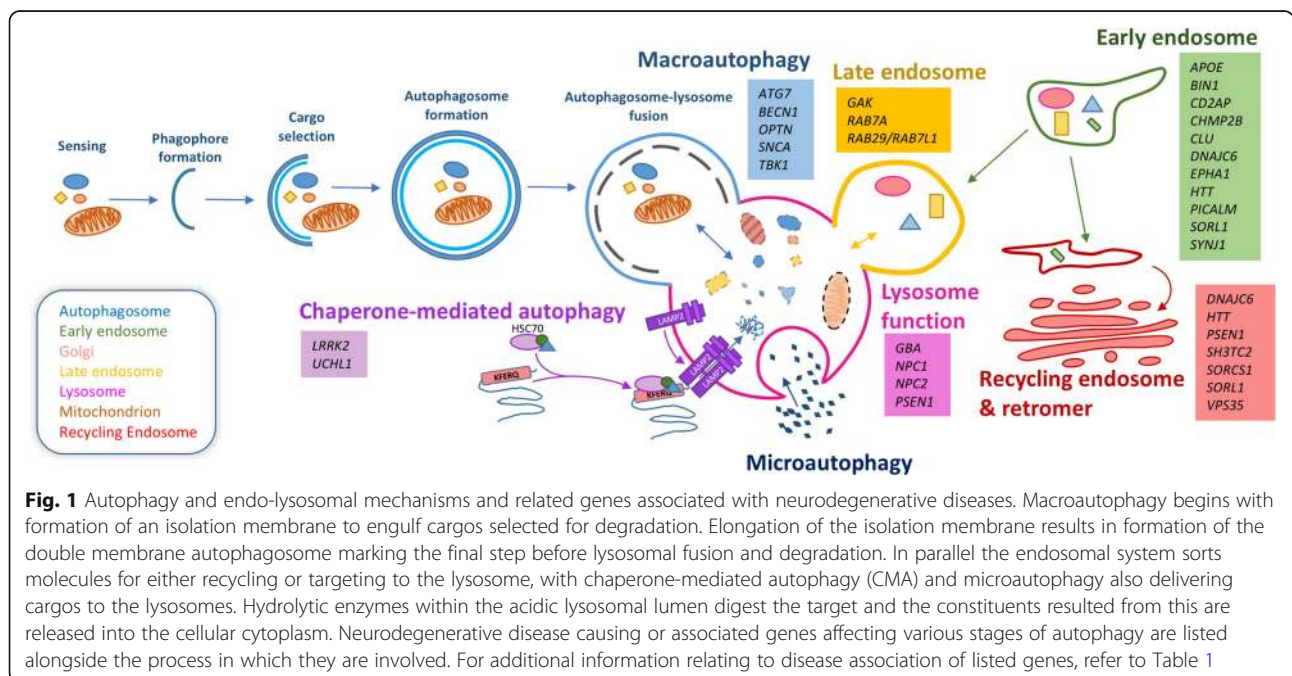 Sensing
Phagophore
formation
Cargo
selection
Autophagosome
formation
Autophagosome-lysosome
fusion
Macroautophagy
ATG7
BECN1
OPTN
SNCA
TBK1
Late endosome
GAK
RAB7A
RAB29/RAB7L1
Early endosome
APOE
BIN1
CD2AP
CHMP2B
CLU
DNAJC6
EPHA1
HTT
PICALM
SORL1
SYNJ1
Autophagosome
Early endosome
Golgi
Late endosome
Lysosome
Mitochondrion
Recycling Endosome
Chaperone-mediated autophagy
LRRK2
UCHL1
HSC70
KFERQ
KFERQ
LAMP2
LAMP2
LAMP2
Lysosome
function
GBA
NPC1
NPC2
PSEN1
Microautophagy
Recycling endosome
& retromer
DNAJC6
HTT
PSEN1
SH3TC2
SORCS1
SORL1
VPS35
Fig. 1 Autophagy and endo-lysosomal mechanisms and related genes associated with neurodegenerative diseases. Macroautophagy begins with
formation of an isolation membrane to engulf cargos selected for degradation. Elongation of the isolation membrane results in formation of the
double membrane autophagosome marking the final step before lysosomal fusion and degradation. In parallel the endosomal system sorts
molecules for either recycling or targeting to the lysosome, with chaperone-mediated autophagy (CMA) and microautophagy also delivering
cargos to the lysosomes. Hydrolytic enzymes within the acidic lysosomal lumen digest the target and the constituents resulted from this are
released into the cellular cytoplasm. Neurodegenerative disease causing or associated genes affecting various stages of autophagy are listed
alongside the process in which they are involved. For additional information relating to disease association of listed genes, refer to Table 1